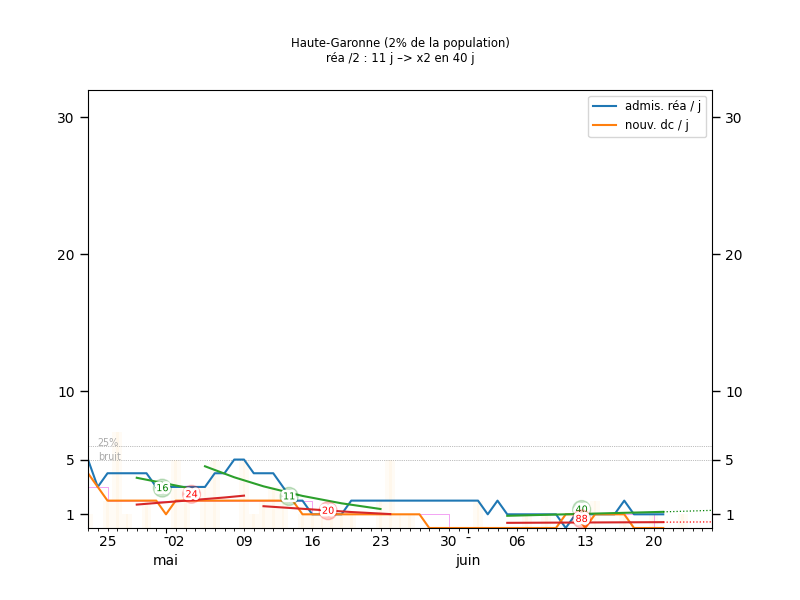 Haute-Garonne (2% de la population)
réa /2 : 11 j –> x2 en 40 j
admis. réa / j
nouv. dc / j
30 30
20 20
10 10
25%
bruit
5 5
16 24 11 20 40 88
1 1
25 02 09 16 23 30 - 06 13 20
mai juin